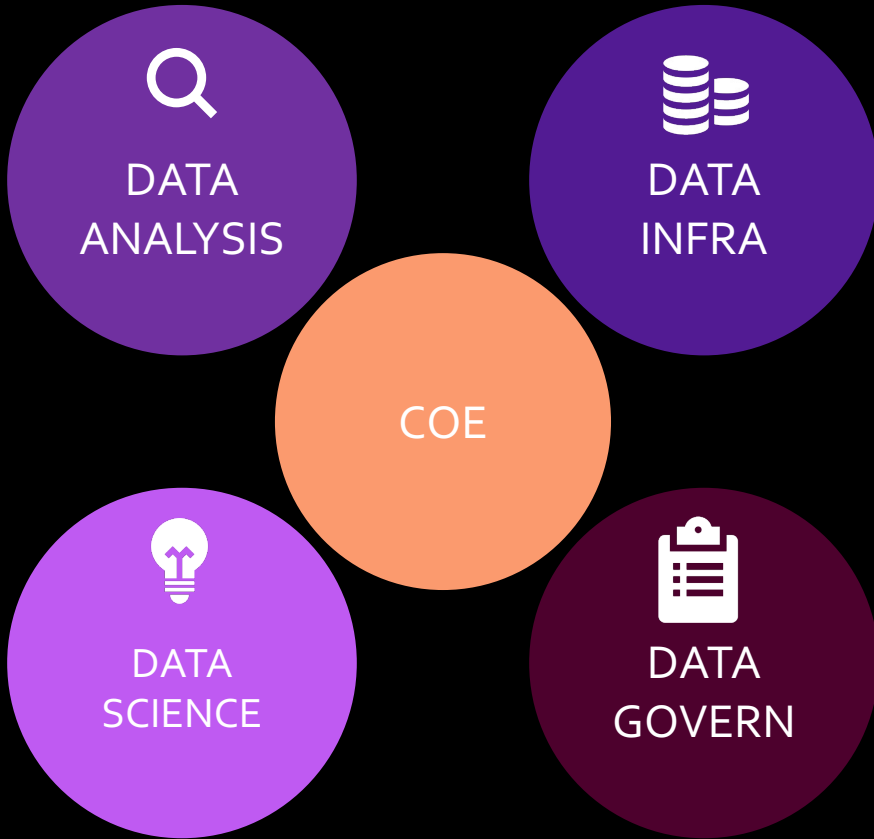 DATA
ANALYSIS
DATA
INFRA
COE
DATA
SCIENCE
DATA
GOVERN